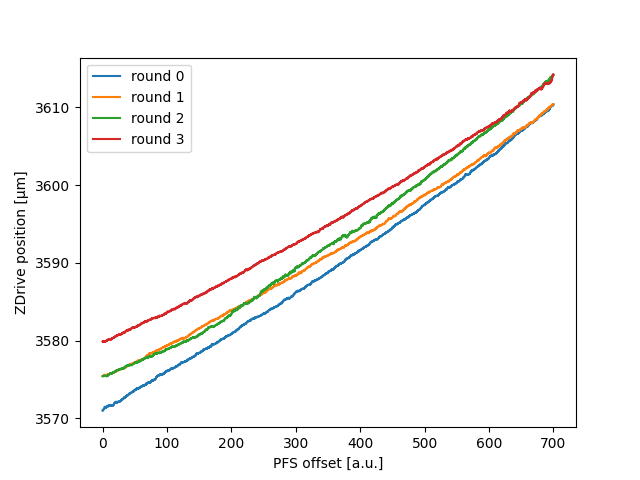 round 0
round 1
round 2
round 3
ZDrive position [µm]
3610
3600
3590
3580
3570
0 100 200 300 400 500 600 700
PFS offset [a.u.]